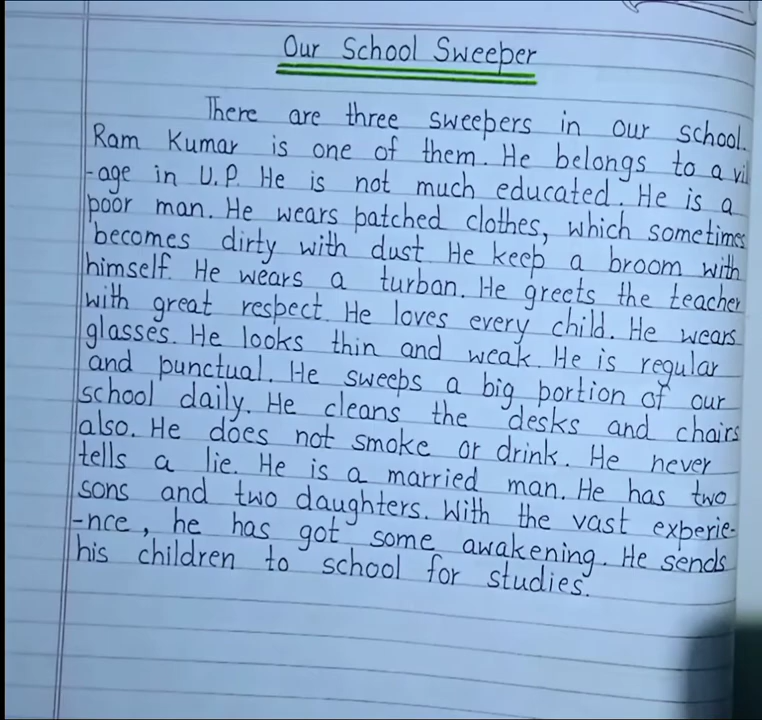 Our School Sweeper
There are three sweepers in our school.
Ram Kumar is one of them. He belongs to a vil
-age in U.P. He is not much educated. He is a
poor man. He wears patched clothes, which sometimes
becomes dirty with dust. He keep a broom with
himself. He wears a turban. He greets the teacher
with great respect. He loves every child. He wears
glasses. He looks thin and weak. He is regular
and punctual. He sweeps a big portion of our
school daily. He cleans the desks and chairs
also. He does not smoke or drink. He never
tells a lie. He is a married man. He has two
sons and two daughters. With the vast experie-
-nce, he has got some awakening. He sends
his children to school for studies.